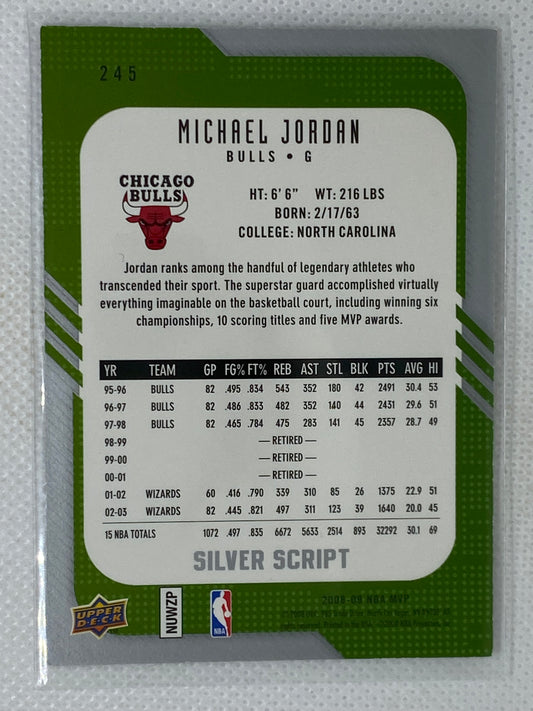 245
MICHAEL JORDAN
BULLS • G
CHICAGO
BULLS
HT: 6' 6" WT: 216 LBS
BORN: 2/17/63
COLLEGE: NORTH CAROLINA
Jordan ranks among the handful of legendary athletes who
transcended their sport. The superstar guard accomplished virtually
everything imaginable on the basketball court, including winning six
championships, 10 scoring titles and five MVP awards.
YR TEAM GP FG% FT% REB AST STL BLK PTS AVG HI
95-96 BULLS 82 .495 .834 543 352 180 42 2491 30.4 53
96-97 BULLS 82 .486 .833 482 352 140 44 2431 29.6 51
97-98 BULLS 82 .465 .784 475 283 141 45 2357 28.7 49
98-99 — RETIRED —
99-00 — RETIRED —
00-01 — RETIRED —
01-02 WIZARDS 60 .416 .790 339 310 85 26 1375 22.9 51
02-03 WIZARDS 82 .445 .821 497 311 123 39 1640 20.0 45
15 NBA TOTALS 1072 .497 .835 6672 5633 2514 893 32292 30.1 69
SILVER SCRIPT
2008-09 NBA MVP
UPPER
DECK
NUWZP
NBA